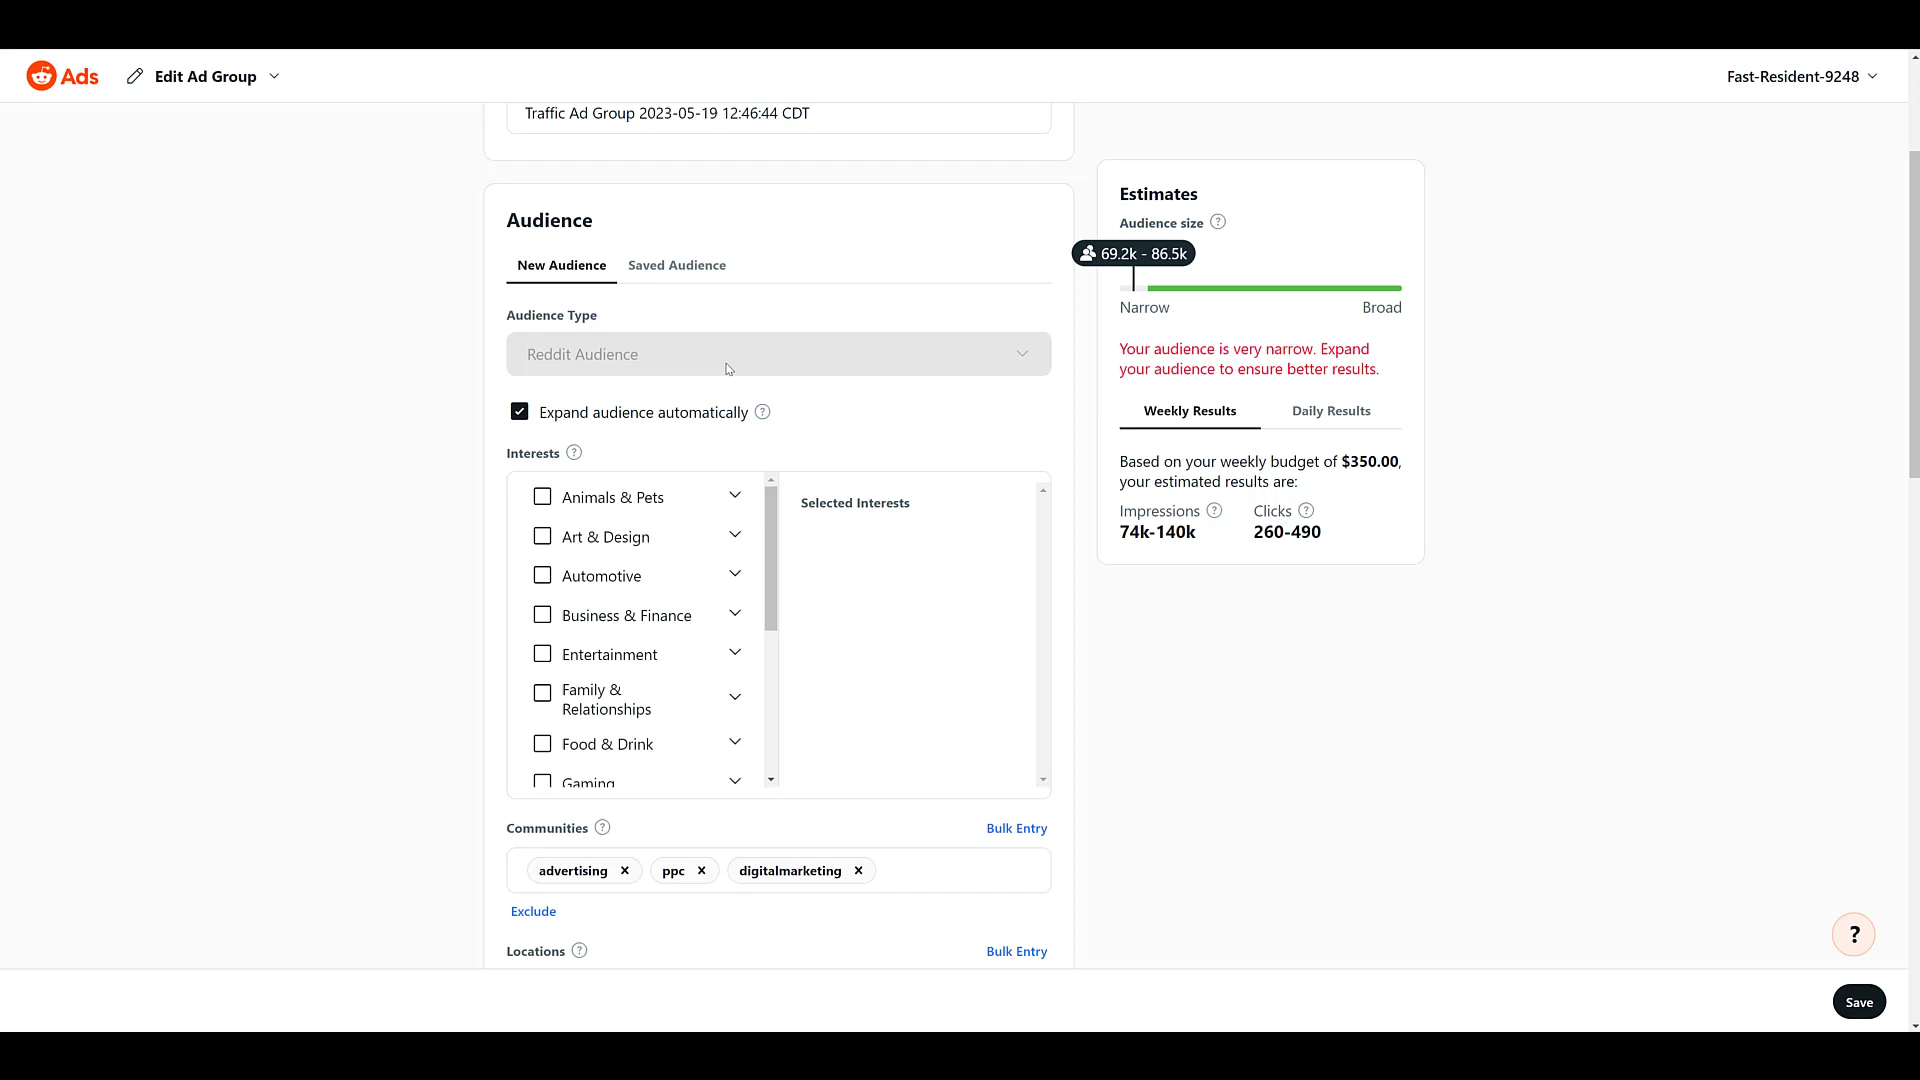 Ads
Edit Ad Group
Fast-Resident-9248
Traffic Ad Group 2023-05-19 12:46:44 CDT
Audience
New Audience
Saved Audience
Audience Type
Reddit Audience
Expand audience automatically ?
Interests ?
Animals & Pets
Art & Design
Automotive
Business & Finance
Entertainment
Family &
Relationships
Food & Drink
Gaming
Selected Interests
Communities ?
Bulk Entry
advertising ×
ppc ×
digitalmarketing ×
Exclude
Locations ?
Bulk Entry
Estimates
Audience size ?
69.2k - 86.5k
Narrow
Broad
Your audience is very narrow. Expand
your audience to ensure better results.
Weekly Results
Daily Results
Based on your weekly budget of $350.00,
your estimated results are:
Impressions ?
74k-140k
Clicks ?
260-490
?
Save